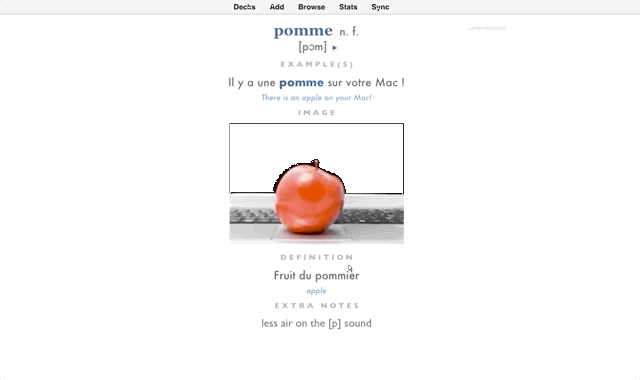 Decks Add Browse Stats Sync
comprehension
pomme n. f.
[pɔm] ▸
EXAMPLE(S)
Il y a une pomme sur votre Mac !
There is an apple on your Mac!
IMAGE
DEFINITION
Fruit du pommier
apple
EXTRA NOTES
less air on the [p] sound